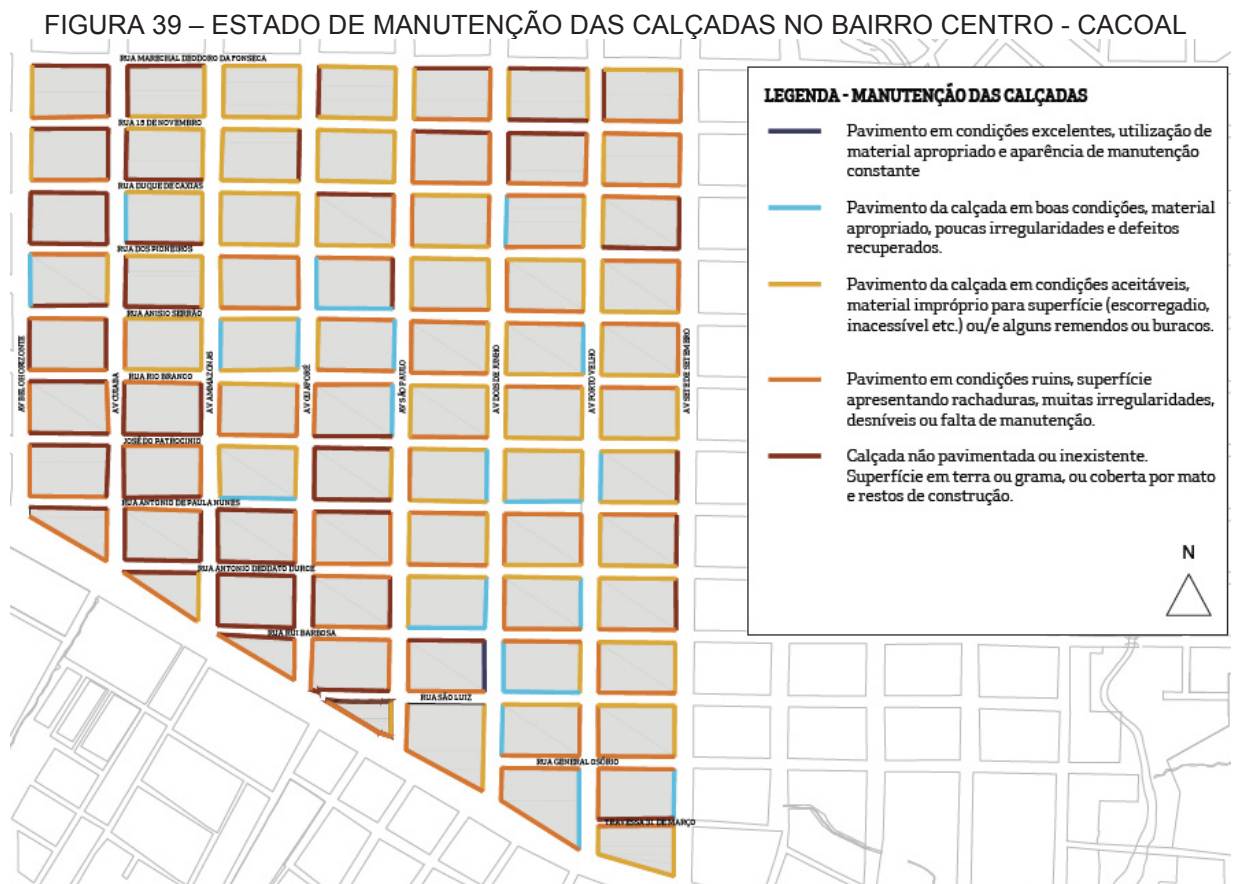 FIGURA 39 – ESTADO DE MANUTENÇÃO DAS CALÇADAS NO BAIRRO CENTRO - CACOAL
RUA MARECHAL DEODORO DA FONSECA
RUA 15 DE NOVEMBRO
RUA DUQUE DE CAXIAS
RUA DOS PIONEIROS
RUA ANISIO SERRÃO
RUA RIO BRANCO
JOSÉ DO PATROCINIO
RUA ANTONIO DE PAULA NUNES
RUA ANTONIO DEODATO DURCE
RUA RUI BARBOSA
RUA SÃO LUIZ
RUA GENERAL OSÓRIO
TRAVESSA 31 DE MARÇO
AV BELO HORIZONTE
AV CUIABA
AV AMMAZONAS
AV GUAPORÉ
AV SÃO PAULO
AV DOIS DE JUNHO
AV PORTO VELHO
AV SETE DE SETEMBRO
LEGENDA - MANUTENÇÃO DAS CALÇADAS
Pavimento em condições excelentes, utilização de
material apropriado e aparência de manutenção
constante
Pavimento da calçada em boas condições, material
apropriado, poucas irregularidades e defeitos
recuperados.
Pavimento da calçada em condições aceitáveis,
material impróprio para superfície (escorregadio,
inacessível etc.) ou/e alguns remendos ou buracos.
Pavimento em condições ruins, superfície
apresentando rachaduras, muitas irregularidades,
desníveis ou falta de manutenção.
Calçada não pavimentada ou inexistente.
Superfície em terra ou grama, ou coberta por mato
e restos de construção.
N